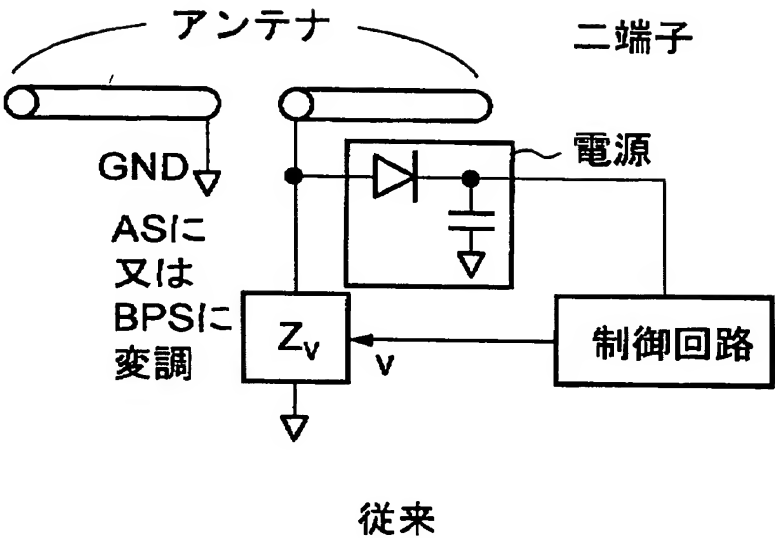 アンテナ
二端子
電源
GND
ASに
又は
BPSに
変調
Zv
v
制御回路
従来